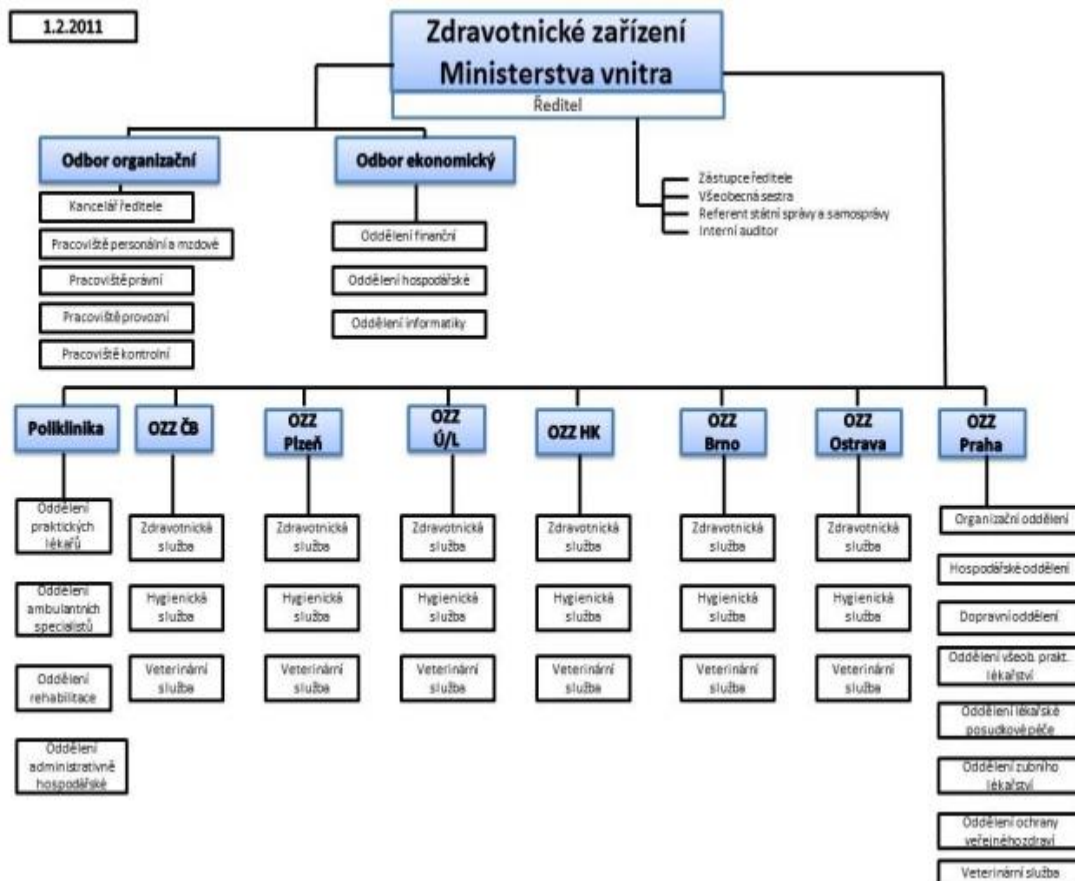 1.2.2011
Zdravotnické zařízení
Ministerstva vnitra
Ředitel
Odbor organizační
Kancelář ředitele
Pracoviště personální a mzdové
Pracoviště právní
Pracoviště provozní
Pracoviště kontrolní
Odbor ekonomický
Oddělení finanční
Oddělení hospodářské
Oddělení informatiky
Zástupce ředitele
Všeobecná sestra
Referent státní správy a samosprávy
Interní auditor
Poliklinika
Oddělení
praktických
lékařů
Oddělení
ambulantních
specialistů
Oddělení
rehabilitace
Oddělení
administrativně
hospodářské
OZZ ČB
Zdravotnická
služba
Hygienická
služba
Veterinární
služba
OZZ
Plzeň
Zdravotnická
služba
Hygienická
služba
Veterinární
služba
OZZ
Ú/L
Zdravotnická
služba
Hygienická
služba
Veterinární
služba
OZZ HK
Zdravotnická
služba
Hygienická
služba
Veterinární
služba
OZZ
Brno
Zdravotnická
služba
Hygienická
služba
Veterinární
služba
OZZ
Ostrava
Zdravotnická
služba
Hygienická
služba
Veterinární
služba
OZZ
Praha
Organizační oddělení
Hospodářské oddělení
Dopravní oddělení
Oddělení všeob. prakt.
lékařství
Oddělení lékařské
posudkové péče
Oddělení zubního
lékařství
Oddělení ochrany
veřejného zdraví
Veterinární služba